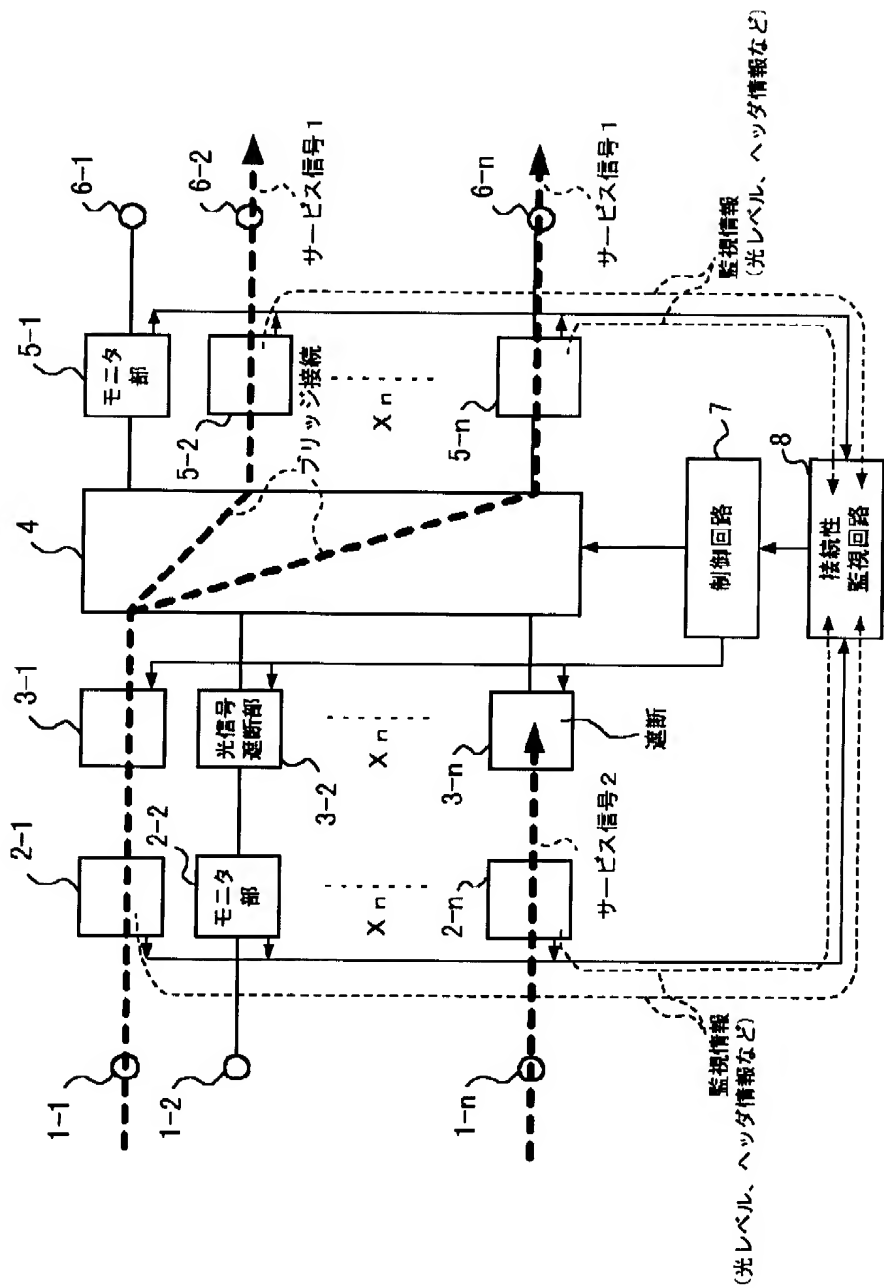 1-1
2-1
3-1
4
5-1
モニタ
部
6-1
5-2
ブリッジ接続
6-2
サービス信号1
1-2
2-2
モニタ
部
光信号
遮断部
3-2
X n
X n
X n
1-n
2-n
サービス信号2
3-n
遮断
5-n
6-n
サービス信号1
監視情報
(光レベル、ヘッダ情報など)
制御回路
7
接続性
監視回路
8
監視情報
(光レベル、ヘッダ情報など)